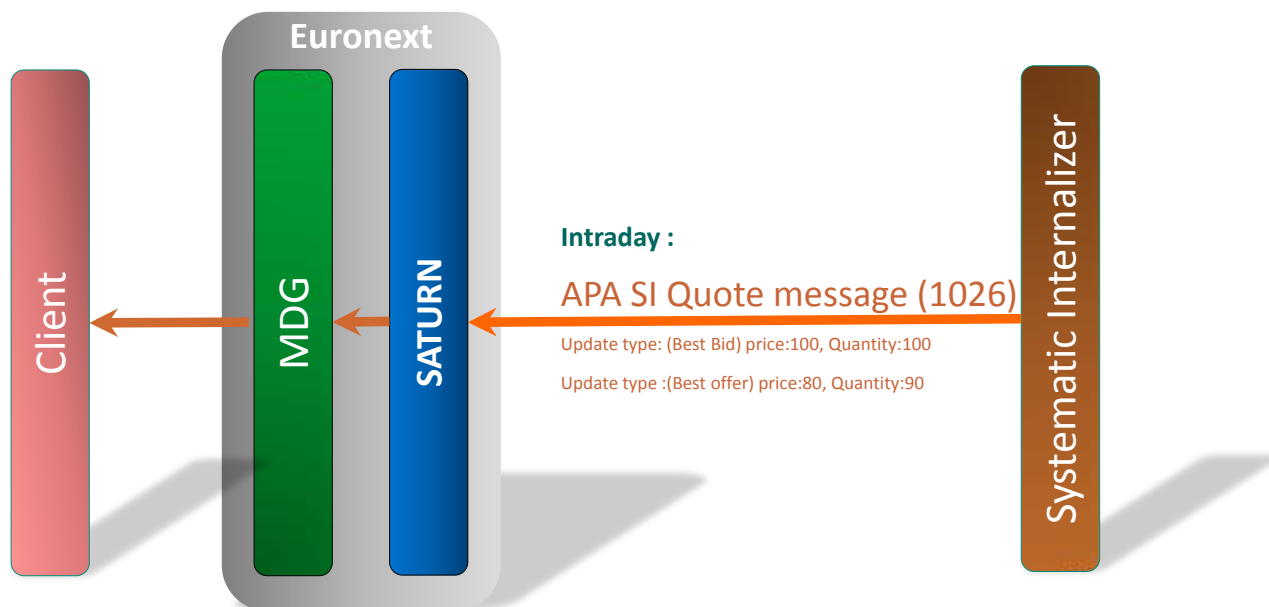 Euronext
Client
MDG
SATURN
Intraday :
APA SI Quote message (1026)
Update type: (Best Bid) price:100, Quantity:100
Update type :(Best offer) price:80, Quantity:90
Systematic Internalizer